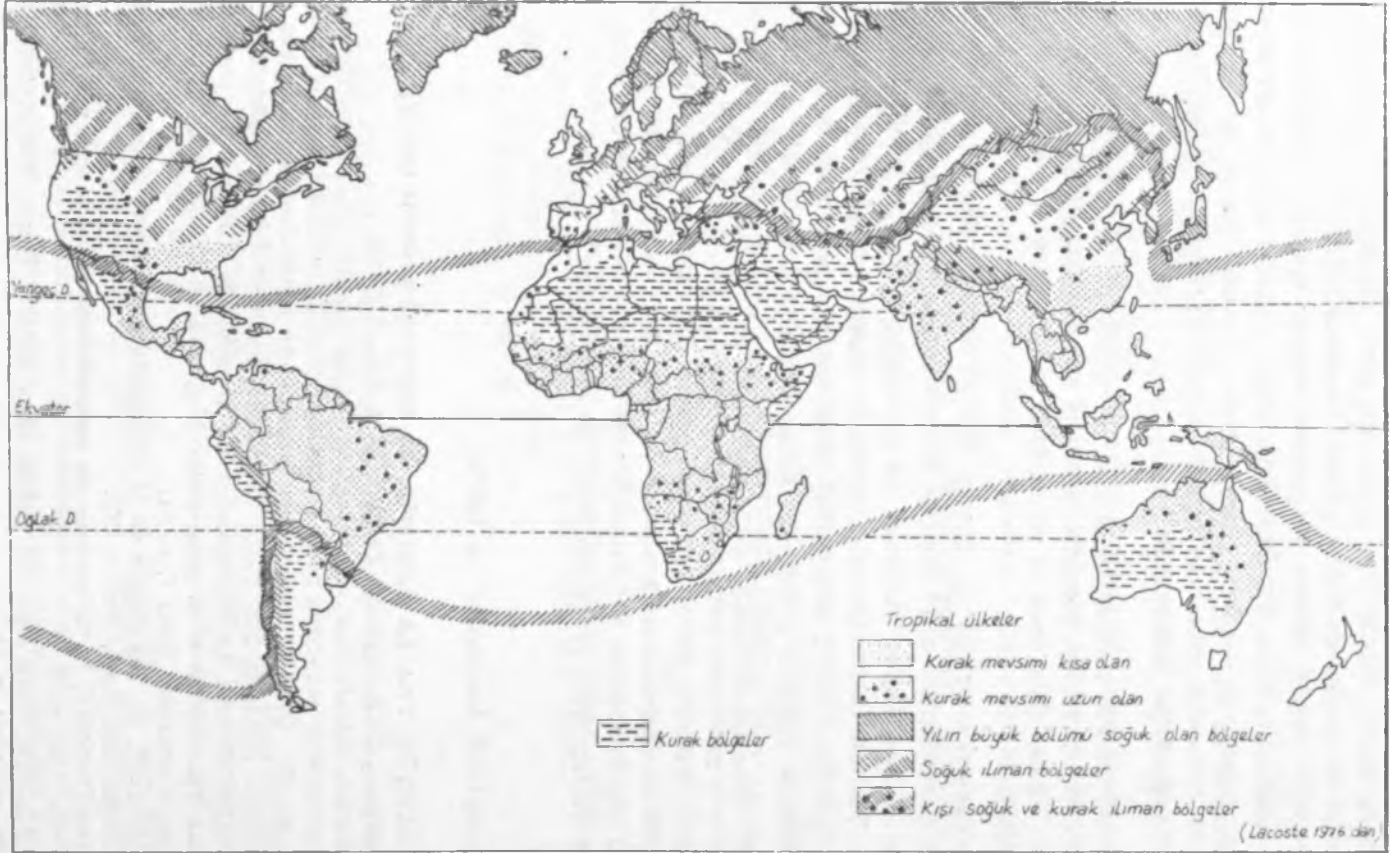 Yengeç D.
Ekvator
Oğlak D.
Tropikal ülkeler
Kurak mevsimi kısa olan
Kurak mevsimi uzun olan
Kurak bölgeler
Yılın büyük bölümü soğuk olan bölgeler
Soğuk ılıman bölgeler
Kışı soğuk ve kurak ılıman bölgeler
(Lacoste 1976 dan)